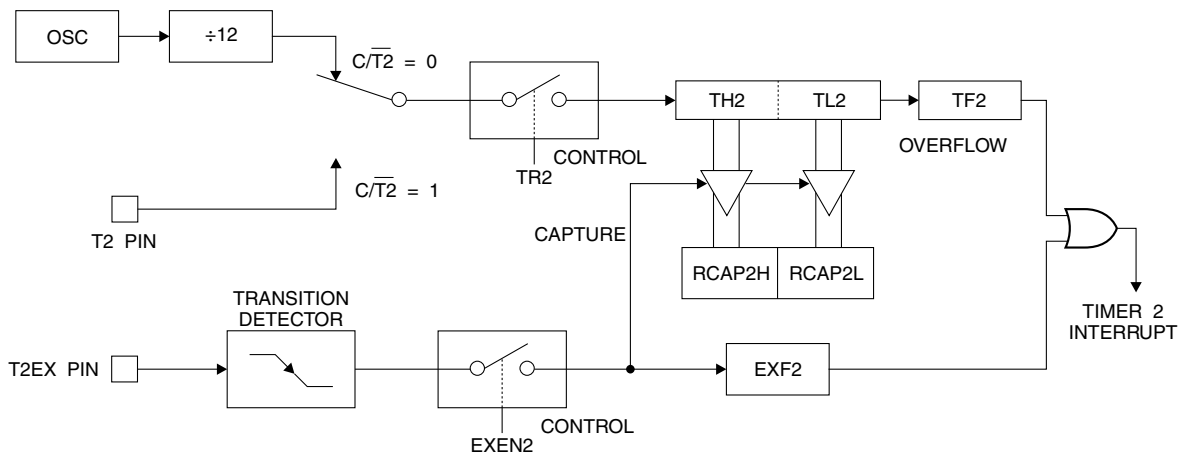 OSC
÷12
C/T2̅ = 0
TH2
TL2
TF2
OVERFLOW
CONTROL
TR2
C/T2̅ = 1
T2 PIN
CAPTURE
RCAP2H
RCAP2L
TRANSITION
DETECTOR
TIMER 2
INTERRUPT
T2EX PIN
EXF2
CONTROL
EXEN2